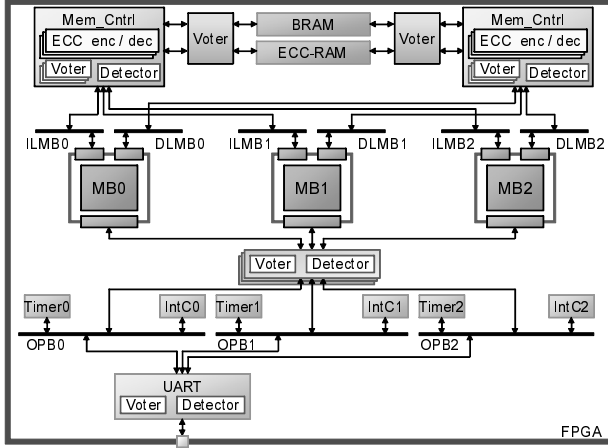 Mem_Cntrl
ECC enc / dec
Voter
Detector
Voter
BRAM
ECC-RAM
Voter
Mem_Cntrl
ECC enc / dec
Voter
Detector
ILMB0
DLMB0
ILMB1
DLMB1
ILMB2
DLMB2
MB0
MB1
MB2
Voter
Detector
Timer0
IntC0
Timer1
IntC1
Timer2
IntC2
OPB0
OPB1
OPB2
UART
Voter
Detector
FPGA